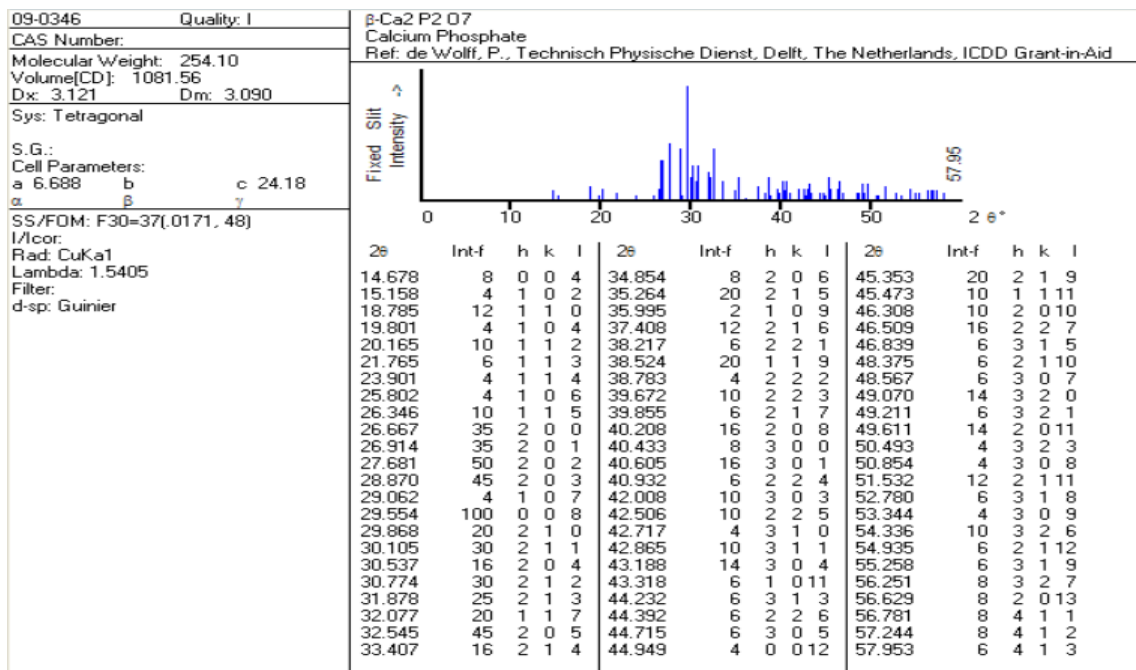 09-0346 Quality: I
CAS Number:
Molecular Weight: 254.10
Volume[CD]: 1081.56
Dx: 3.121 Dm: 3.090
Sys: Tetragonal
S.G.:
Cell Parameters:
a 6.688 b c 24.18
α β γ
SS/FOM: F30=37(.0171, 48)
I/Icor:
Rad: CuKa1
Lambda: 1.5405
Filter:
d-sp: Guinier
β-Ca2 P2 O7
Calcium Phosphate
Ref: de Wolff, P., Technisch Physische Dienst, Delft, The Netherlands, ICDD Grant-in-Aid
Fixed Slit
Intensity ->
57.95
0 10 20 30 40 50 2 θ°
2θ Int-f h k l 2θ Int-f h k l 2θ Int-f h k l
14.678 8 0 0 4 34.854 8 2 0 6 45.353 20 2 1 9
15.158 4 1 0 2 35.264 20 2 1 5 45.473 10 1 1 11
18.785 12 1 1 0 35.995 2 1 0 9 46.308 10 2 0 10
19.801 4 1 0 4 37.408 12 2 1 6 46.509 16 2 2 7
20.165 10 1 1 2 38.217 6 2 2 1 46.839 6 3 1 5
21.765 6 1 1 3 38.524 20 1 1 9 48.375 6 2 1 10
23.901 4 1 1 4 38.783 4 2 2 2 48.567 6 3 0 7
25.802 4 1 0 6 39.672 10 2 2 3 49.070 14 3 2 0
26.346 10 1 1 5 39.855 6 2 1 7 49.211 6 3 2 1
26.667 35 2 0 0 40.208 16 2 0 8 49.611 14 2 0 11
26.914 35 2 0 1 40.433 8 3 0 0 50.493 4 3 2 3
27.681 50 2 0 2 40.605 16 3 0 1 50.854 4 3 0 8
28.870 45 2 0 3 40.932 6 2 2 4 51.532 12 2 1 11
29.062 4 1 0 7 42.008 10 3 0 3 52.780 6 3 1 8
29.554 100 0 0 8 42.506 10 2 2 5 53.344 4 3 0 9
29.868 20 2 1 0 42.717 4 3 1 0 54.336 10 3 2 6
30.105 30 2 1 1 42.865 10 3 1 1 54.935 6 2 1 12
30.537 16 2 0 4 43.188 14 3 0 4 55.258 6 3 1 9
30.774 30 2 1 2 43.318 6 1 0 11 56.251 8 3 2 7
31.878 25 2 1 3 44.232 6 3 1 3 56.629 8 2 0 13
32.077 20 1 1 7 44.392 6 2 2 6 56.781 8 4 1 1
32.545 45 2 0 5 44.715 6 3 0 5 57.244 8 4 1 2
33.407 16 2 1 4 44.949 4 0 0 12 57.953 6 4 1 3